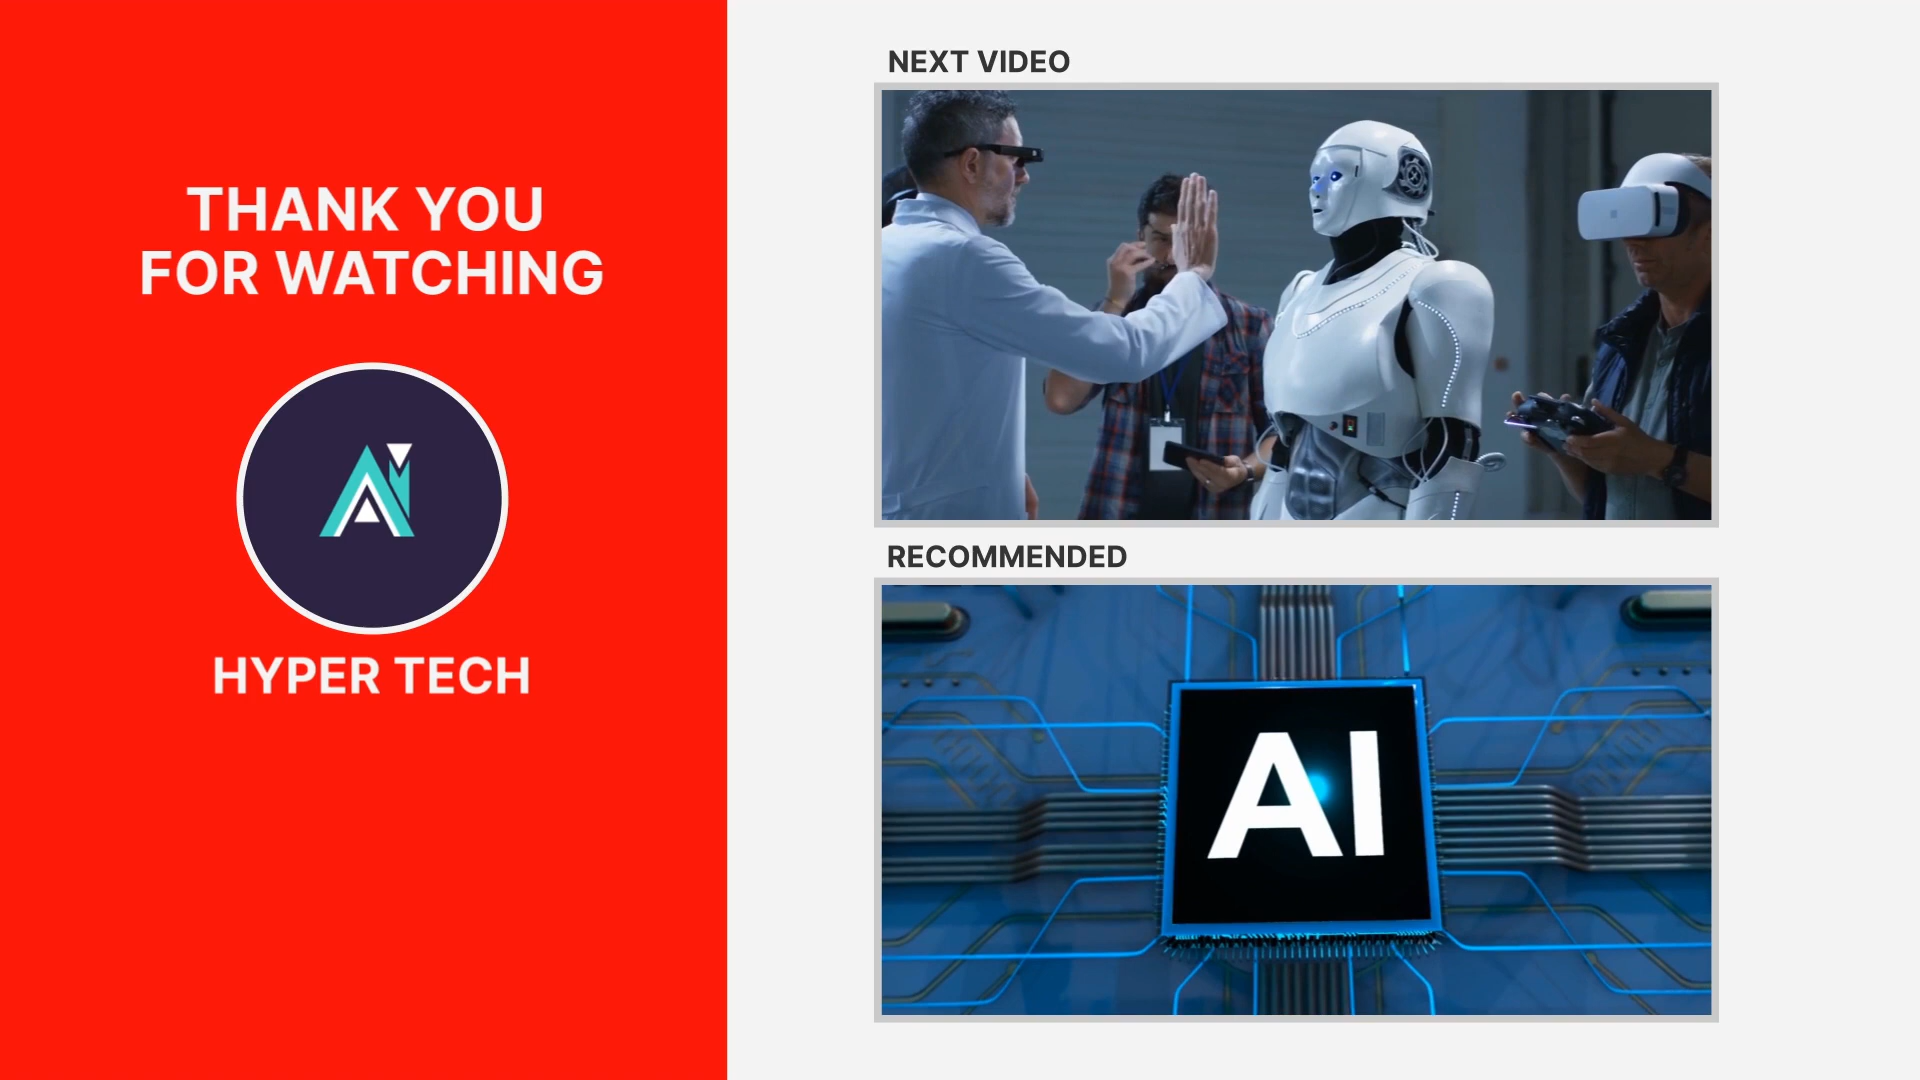 THANK YOU
FOR WATCHING
HYPER TECH
NEXT VIDEO
RECOMMENDED
AI